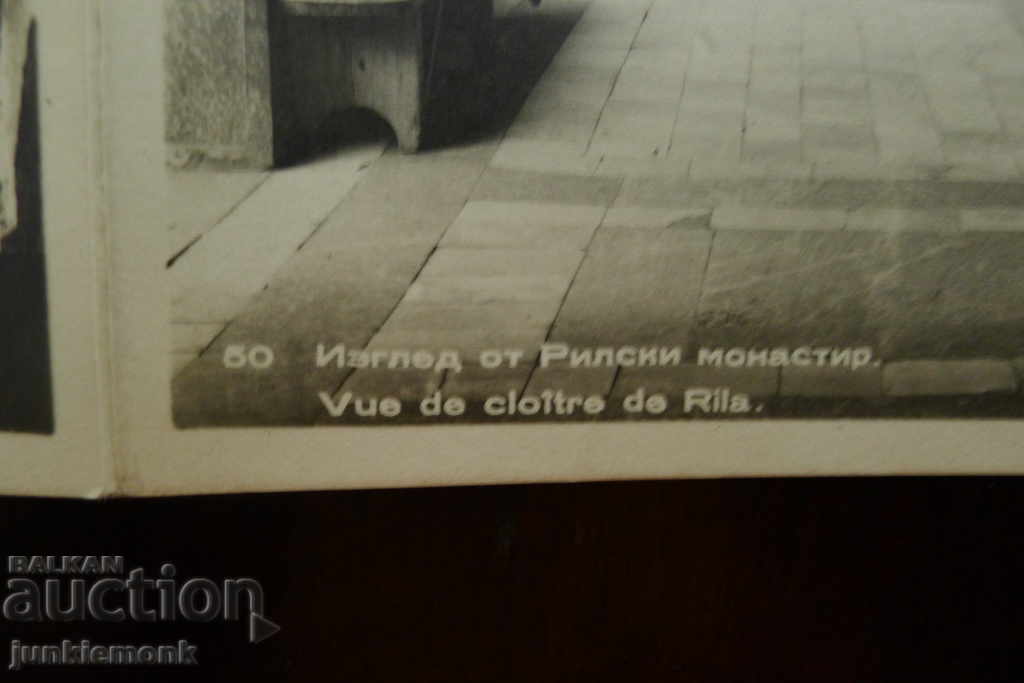 50 Изглед от Рилски монастир.
Vue de cloître de Rila.
BALKAN
auction
junkiemonk